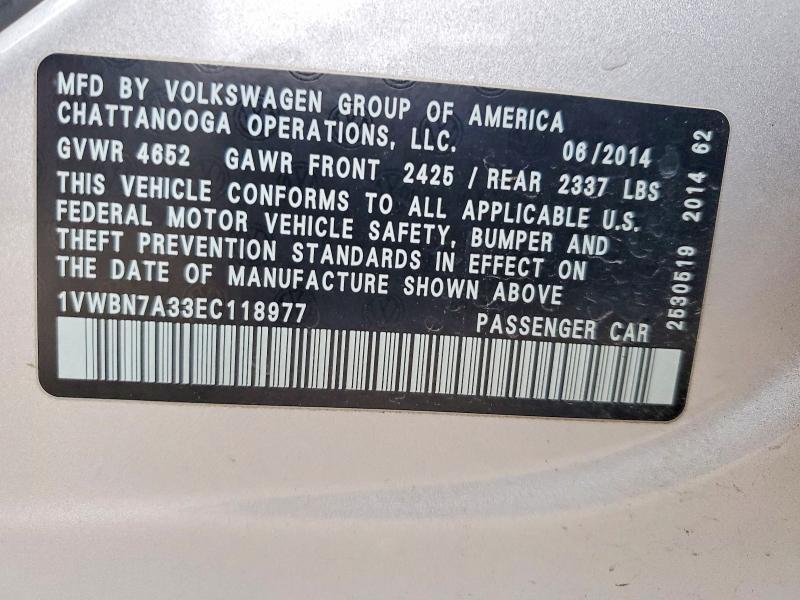 MFD BY VOLKSWAGEN GROUP OF AMERICA
CHATTANOOGA OPERATIONS, LLC. 06/2014
GVWR 4652 GAWR FRONT 2425 / REAR 2337 LBS
THIS VEHICLE CONFORMS TO ALL APPLICABLE U.S.
FEDERAL MOTOR VEHICLE SAFETY, BUMPER AND
THEFT PREVENTION STANDARDS IN EFFECT ON
THE DATE OF MANUFACTURE SHOWN ABOVE
1VWBN7A33EC118977 PASSENGER CAR
2530519 2014 62